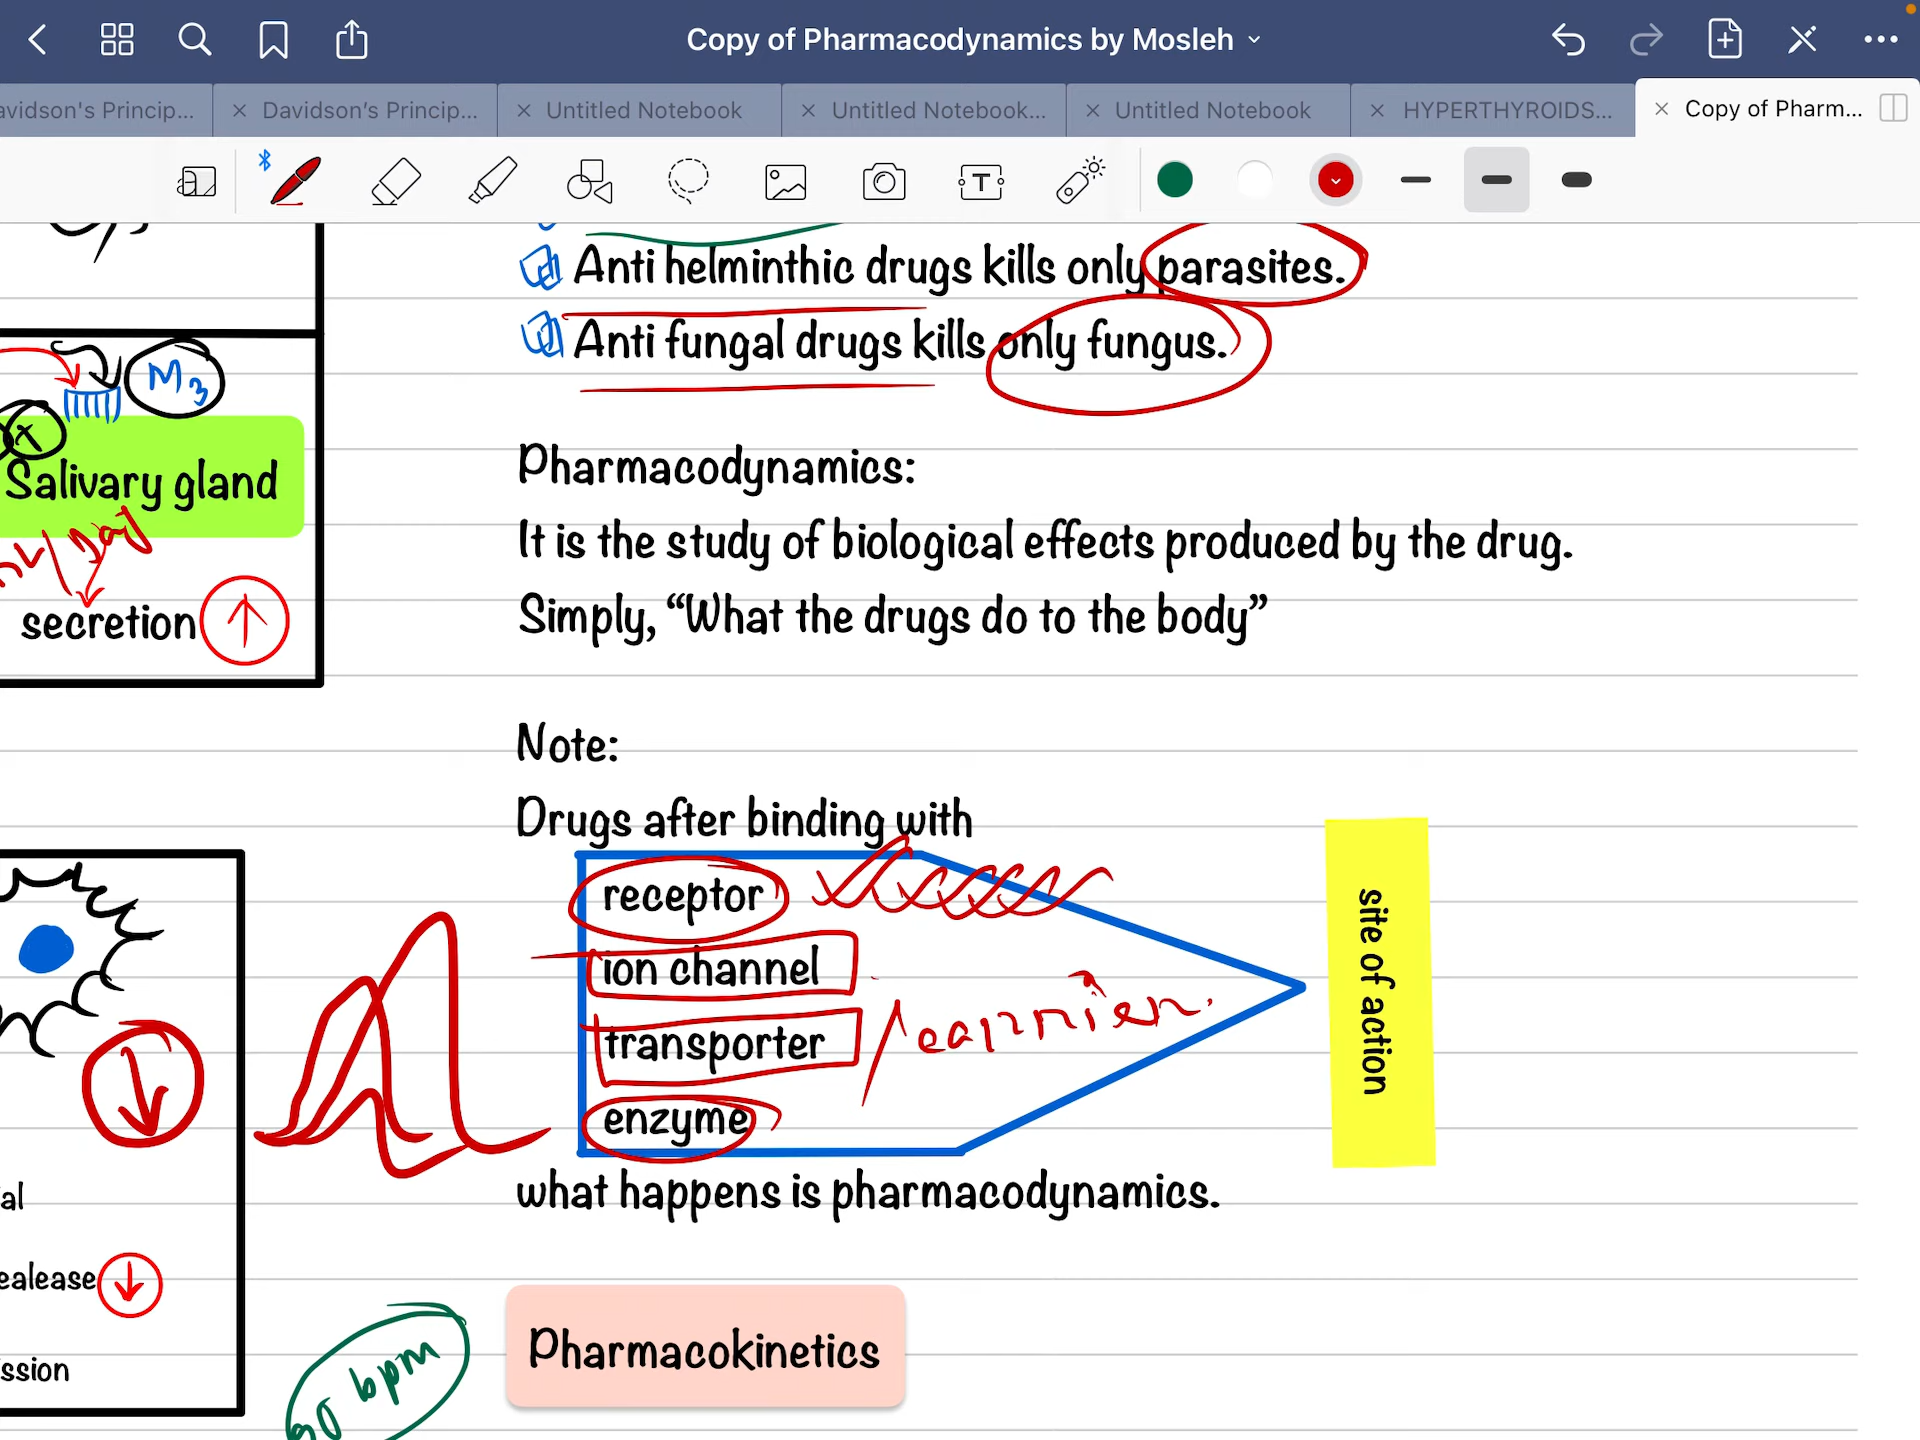 Copy of Pharmacodynamics by Mosleh
avidson's Princip...
Davidson's Princip...
Untitled Notebook
Untitled Notebook...
Untitled Notebook
HYPERTHYROIDS...
Copy of Pharm...
Anti helminthic drugs kills only parasites.
Anti fungal drugs kills only fungus.
M3
Salivary gland
secretion
Pharmacodynamics:
It is the study of biological effects produced by the drug.
Simply, “What the drugs do to the body”
Note:
Drugs after binding with
receptor
ion channel
transporter
enzyme
site of action
what happens is pharmacodynamics.
al
ealease
ssion
bpm
Pharmacokinetics